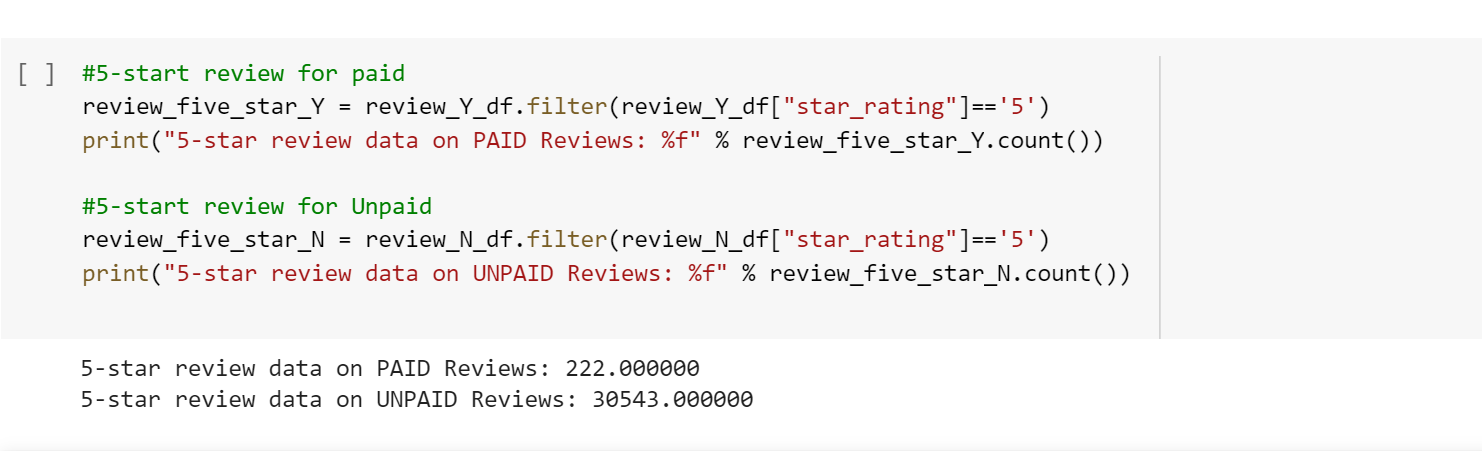 [ ] #5-start review for paid
review_five_star_Y = review_Y_df.filter(review_Y_df["star_rating"]=='5')
print("5-star review data on PAID Reviews: %f" % review_five_star_Y.count())
#5-start review for Unpaid
review_five_star_N = review_N_df.filter(review_N_df["star_rating"]=='5')
print("5-star review data on UNPAID Reviews: %f" % review_five_star_N.count())
5-star review data on PAID Reviews: 222.000000
5-star review data on UNPAID Reviews: 30543.000000